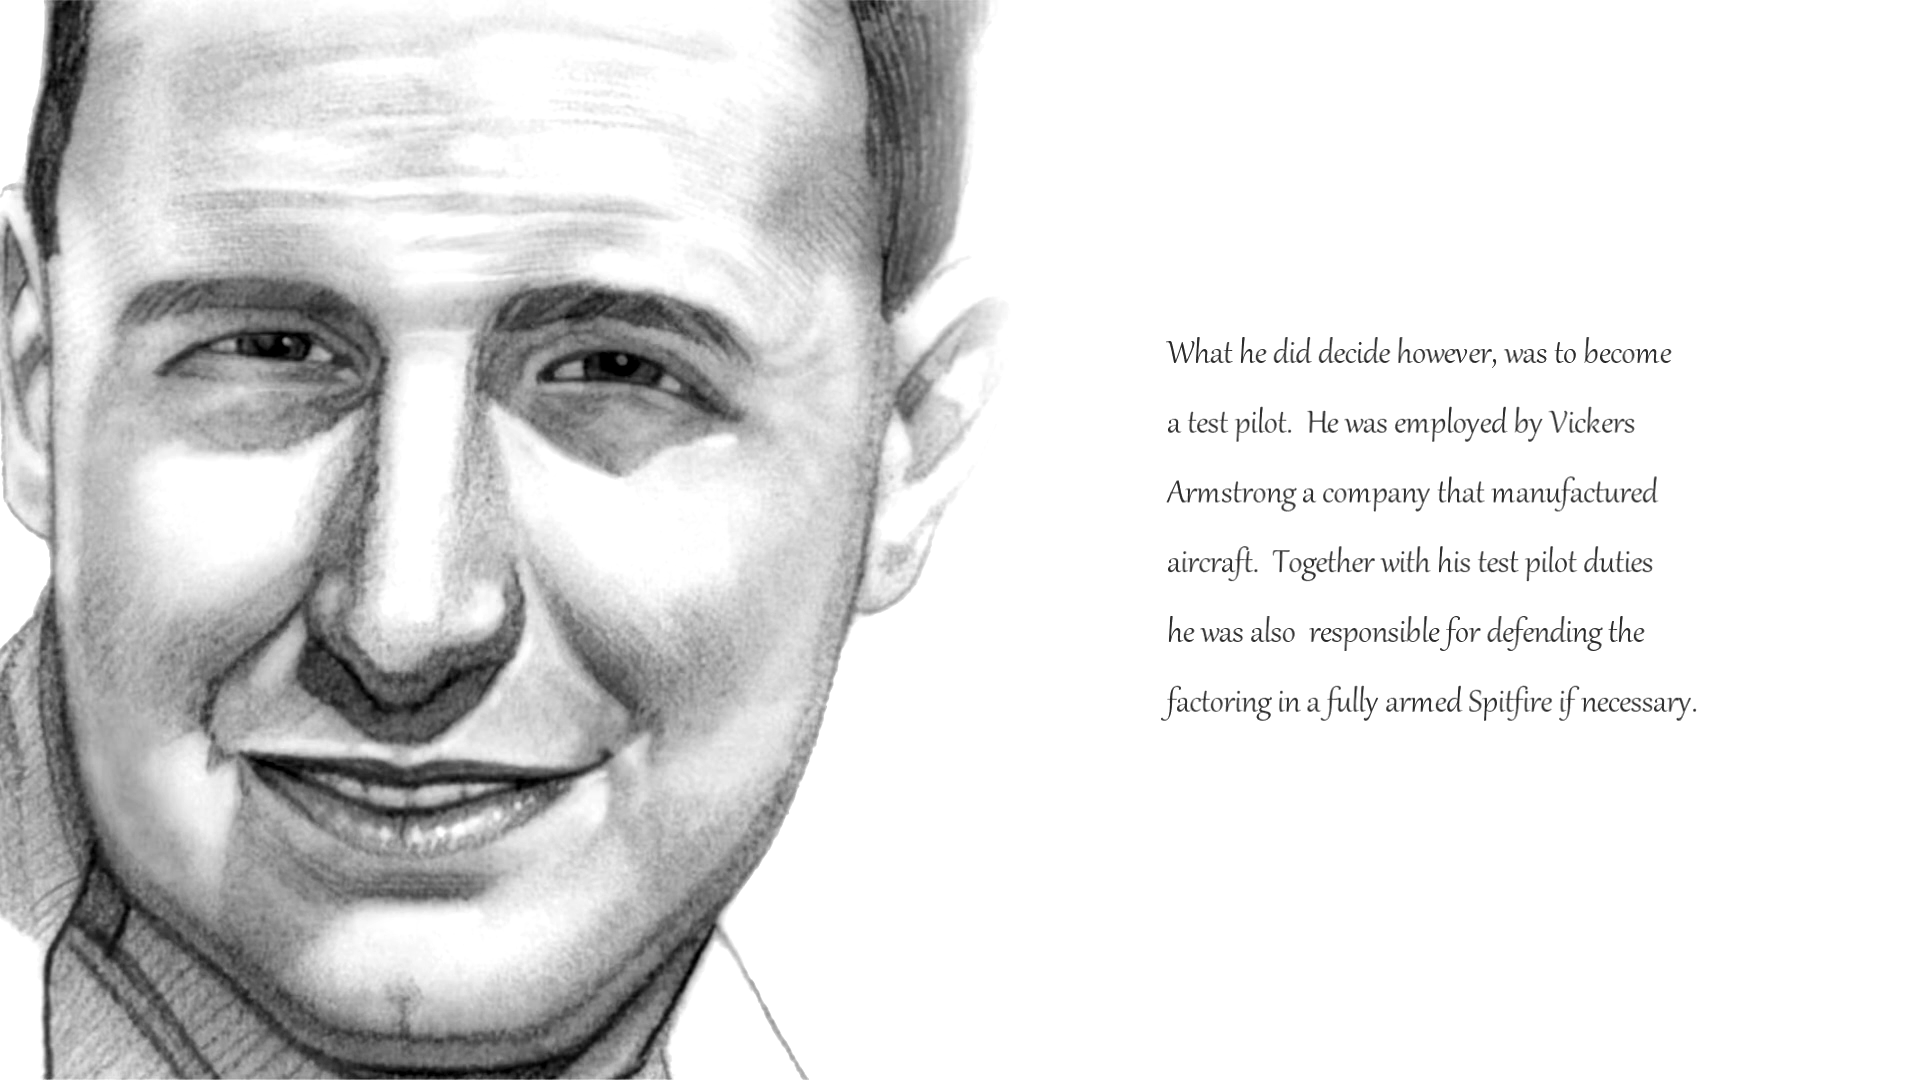 What he did decide however, was to become
a test pilot.  He was employed by Vickers
Armstrong a company that manufactured
aircraft.  Together with his test pilot duties
he was also  responsible for defending the
factoring in a fully armed Spitfire if necessary.